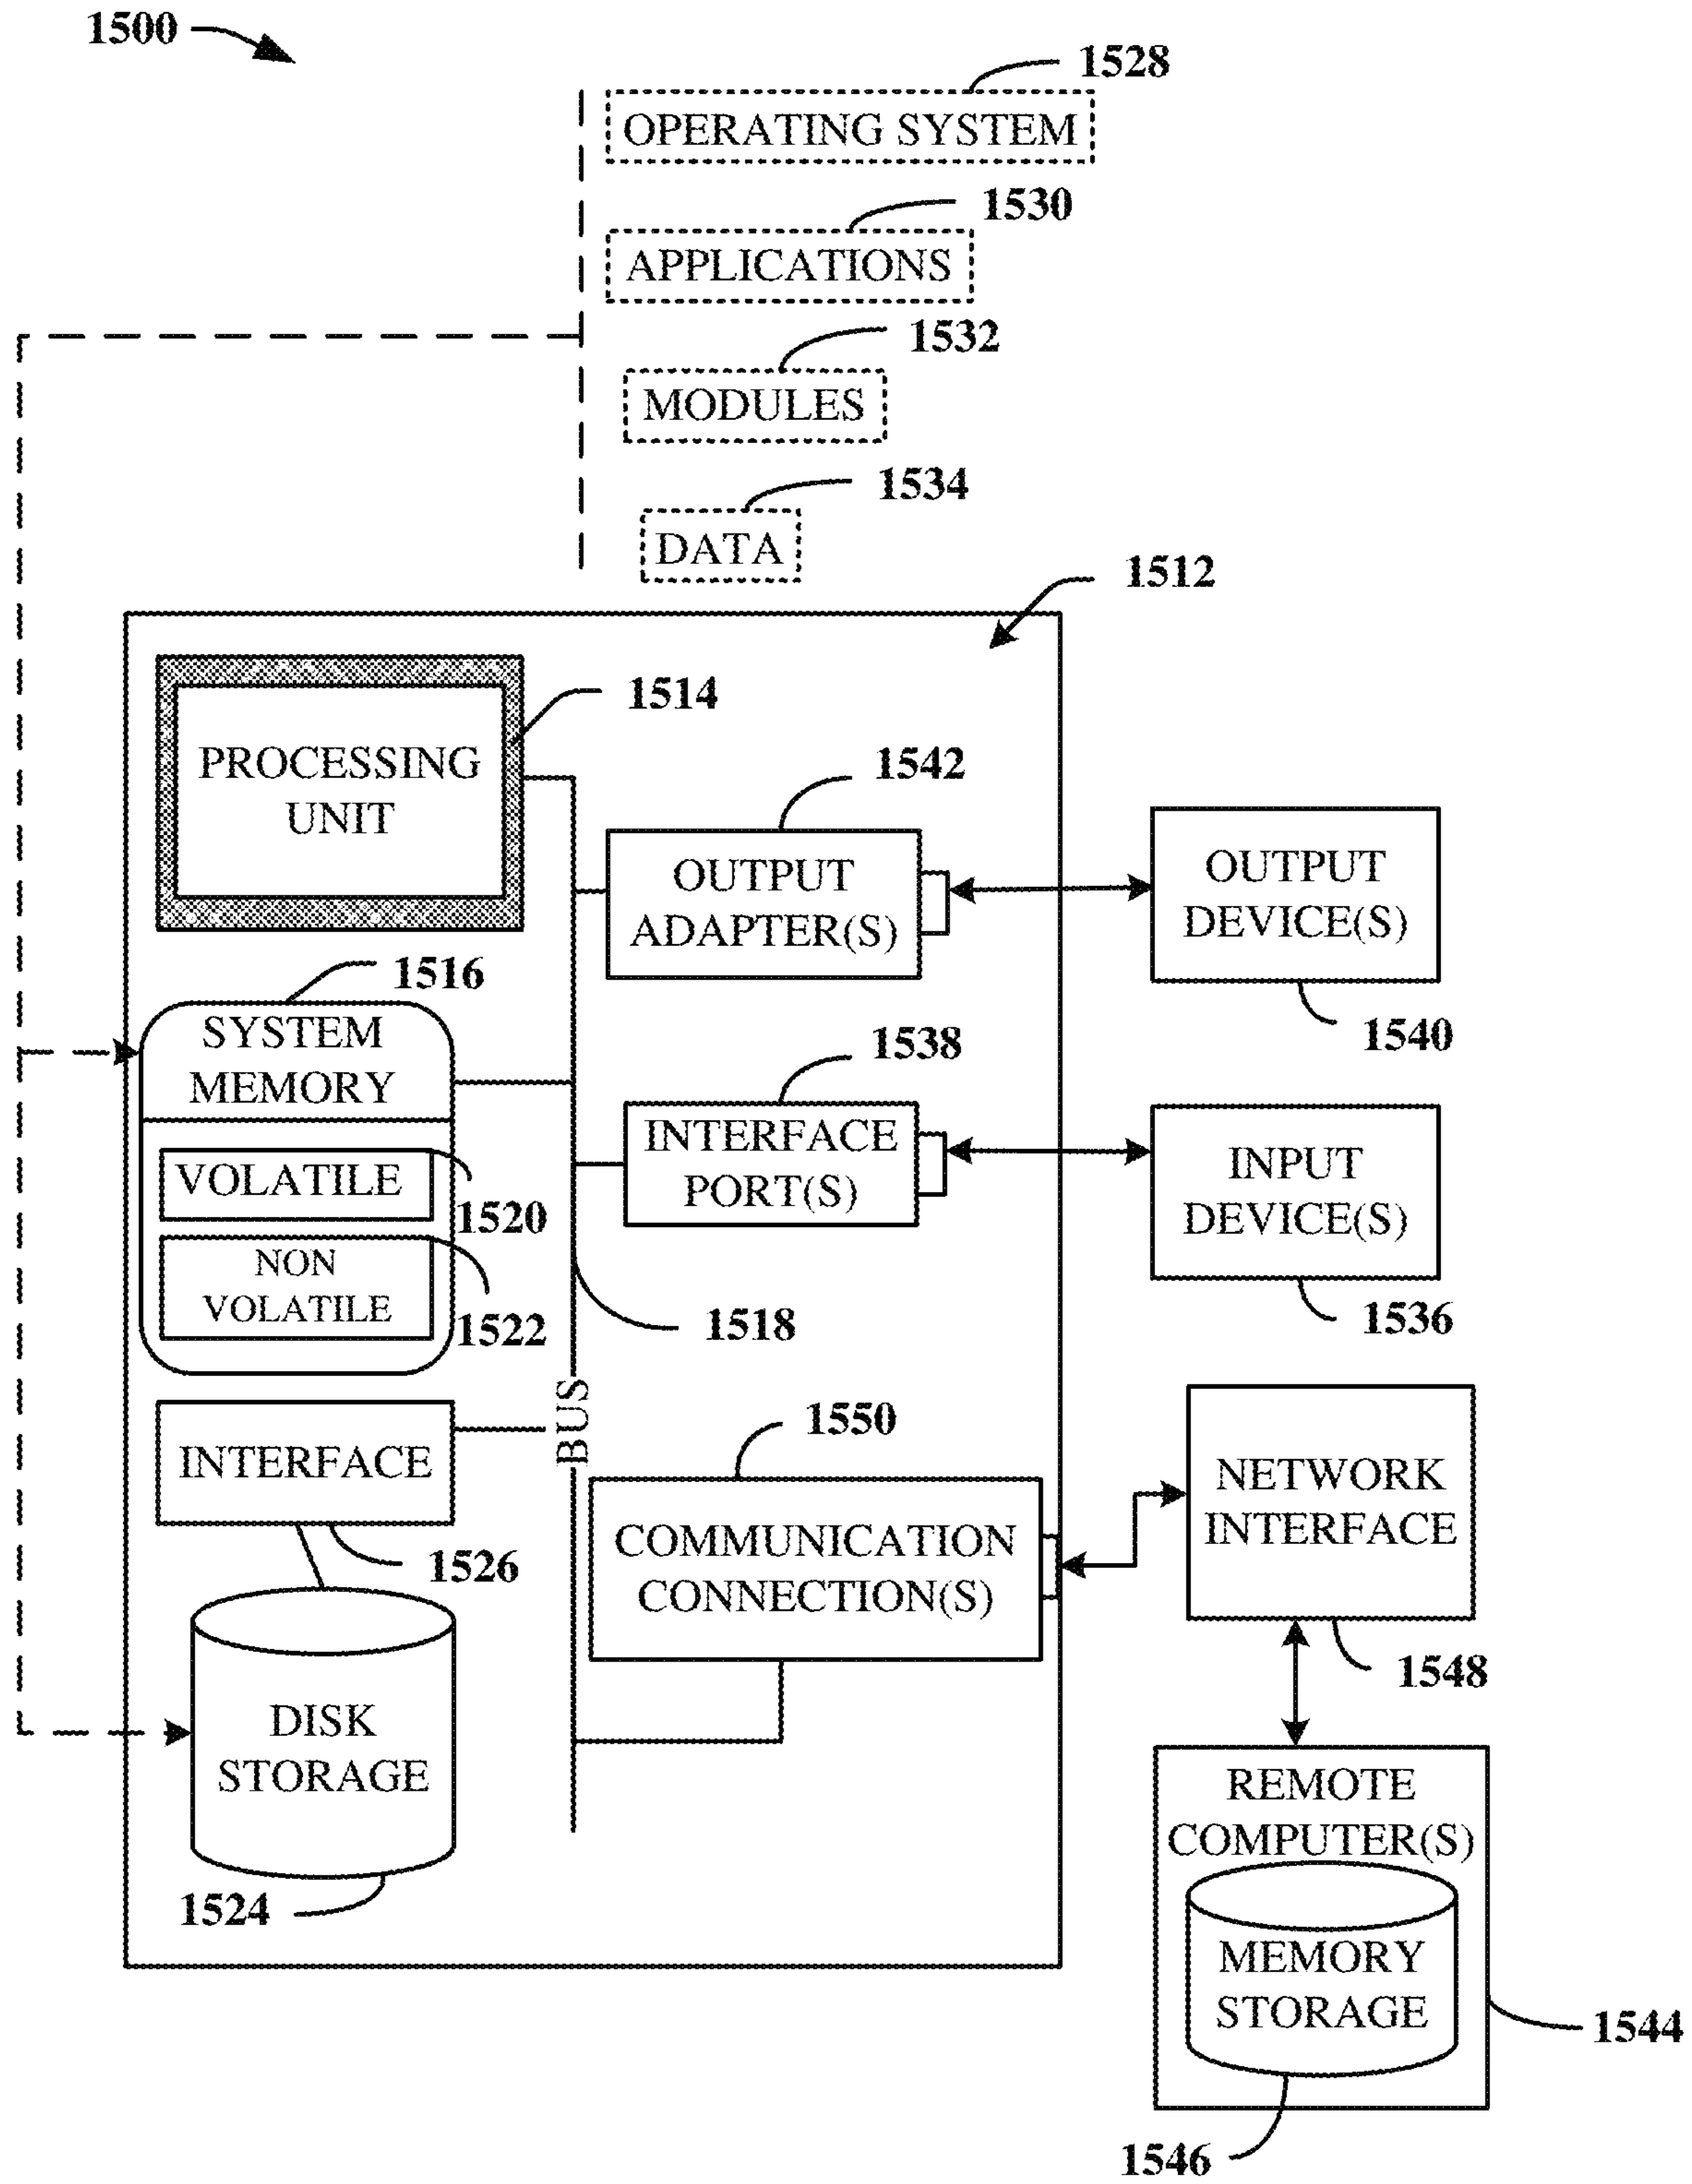 1500
1528
OPERATING SYSTEM
1530
APPLICATIONS
1532
MODULES
1534
DATA
1512
1514
PROCESSING
UNIT
1542
OUTPUT
ADAPTER(S)
OUTPUT
DEVICE(S)
1540
1516
SYSTEM
MEMORY
1538
INTERFACE
PORT(S)
INPUT
DEVICE(S)
1536
VOLATILE
1520
NON
VOLATILE
1522
1518
BUS
INTERFACE
1526
1550
COMMUNICATION
CONNECTION(S)
NETWORK
INTERFACE
1548
DISK
STORAGE
1524
REMOTE
COMPUTER(S)
MEMORY
STORAGE
1544
1546